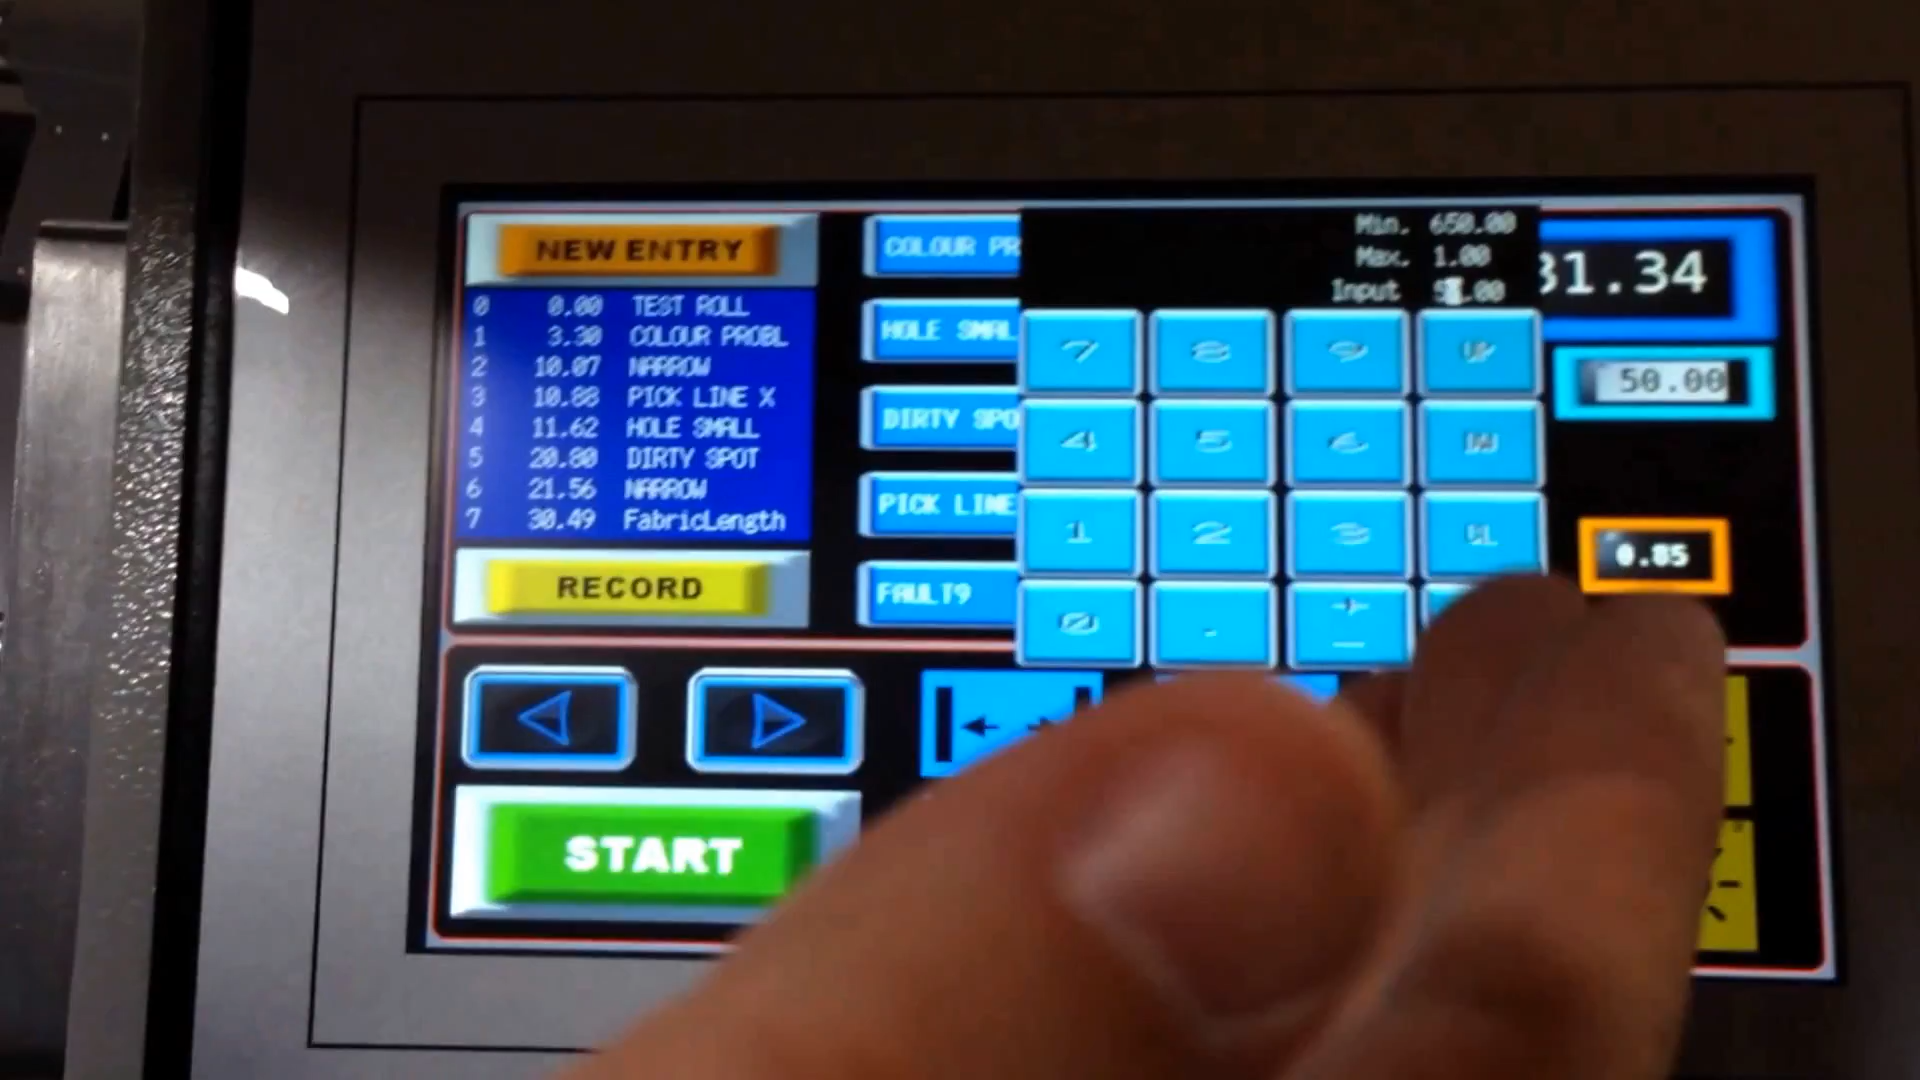 NEW ENTRY
0 0.00 TEST ROLL
1 3.30 COLOUR PROBL
2 10.07 NARROW
3 10.88 PICK LINE X
4 11.62 HOLE SMALL
5 20.80 DIRTY SPOT
6 21.56 NARROW
7 30.49 FabricLength
RECORD
START
COLOUR PR
HOLE SMAL
DIRTY SPO
PICK LINE
FAULT9
Min. 650.00
Max. 1.00
Input
7 8 9 UP
4 5 6 DW
1 2 3 CL
0 . +-
31.34
50.00
0.85